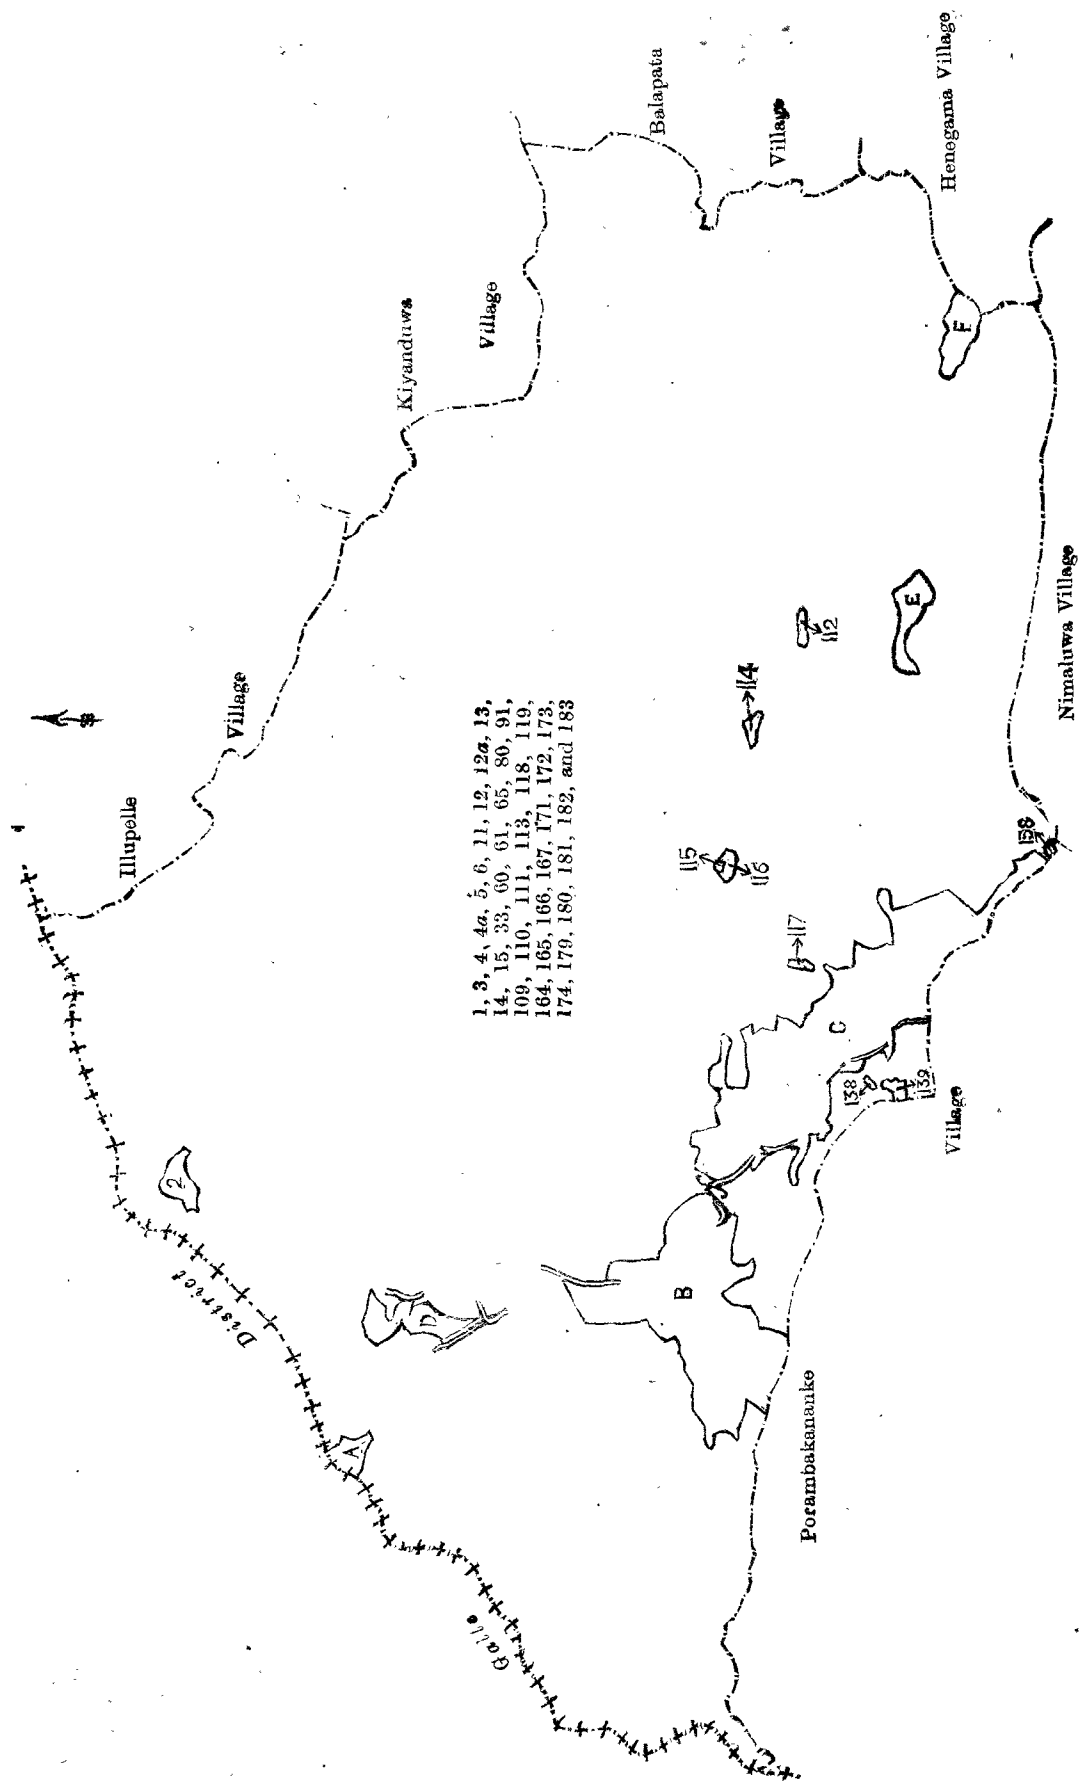 Galle
District
Illupelle
Village
Kiyanduwa
Village
Balapata
Village
Henegama Village
A
2
D
1, 3, 4, 4a, 5, 6, 11, 12, 12a, 13,
14, 15, 33, 60, 61, 65, 80, 91,
109, 110, 111, 113, 118, 119,
164, 165, 166, 167, 171, 172, 173,
174, 179, 180, 181, 182, and 183
B
115
116
114
117
112
C
138
139
E
F
158
Porambakananke
Village
Nimaluwa Village